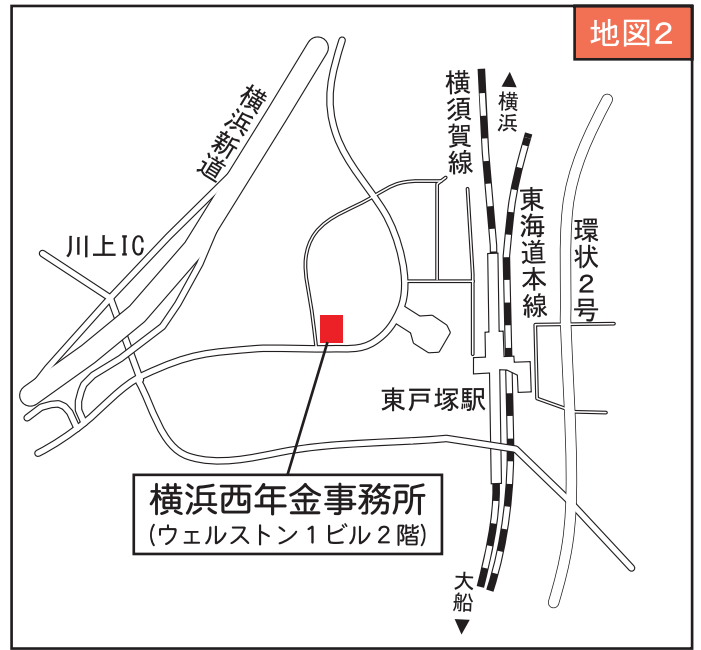 地図2
横浜新道
横須賀線
▲
横浜
東海道本線
環状2号
川上IC
東戸塚駅
横浜西年金事務所
(ウェルストン1ビル2階)
大船
▼